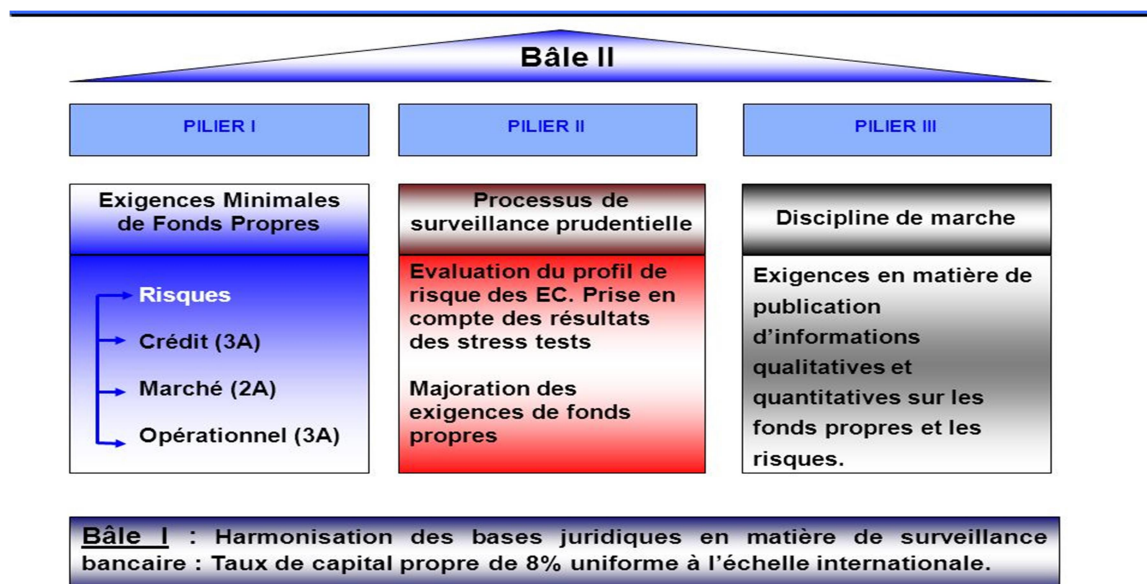 Bâle II
PILIER I
PILIER II
PILIER III
Exigences Minimales
de Fonds Propres
Risques
Crédit (3A)
Marché (2A)
Opérationnel (3A)
Processus de
surveillance prudentielle
Evaluation du profil de
risque des EC. Prise en
compte des résultats
des stress tests
Majoration des
exigences de fonds
propres
Discipline de marche
Exigences en matière de
publication
d’informations
qualitatives et
quantitatives sur les
fonds propres et les
risques.
Bâle I : Harmonisation des bases juridiques en matière de surveillance
bancaire : Taux de capital propre de 8% uniforme à l’échelle internationale.